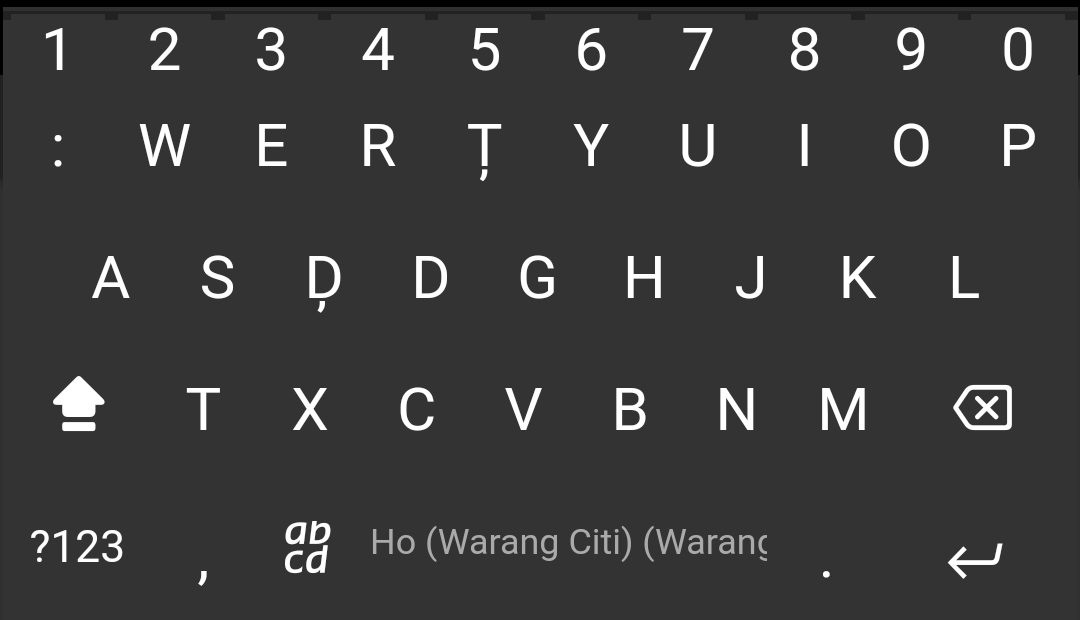 1 2 3 4 5 6 7 8 9 0
: W E R Ț Y U I O P
A S D̦ D G H J K L
T X C V B N M
?123 , ab cd Ho (Warang Citi) (Warang .